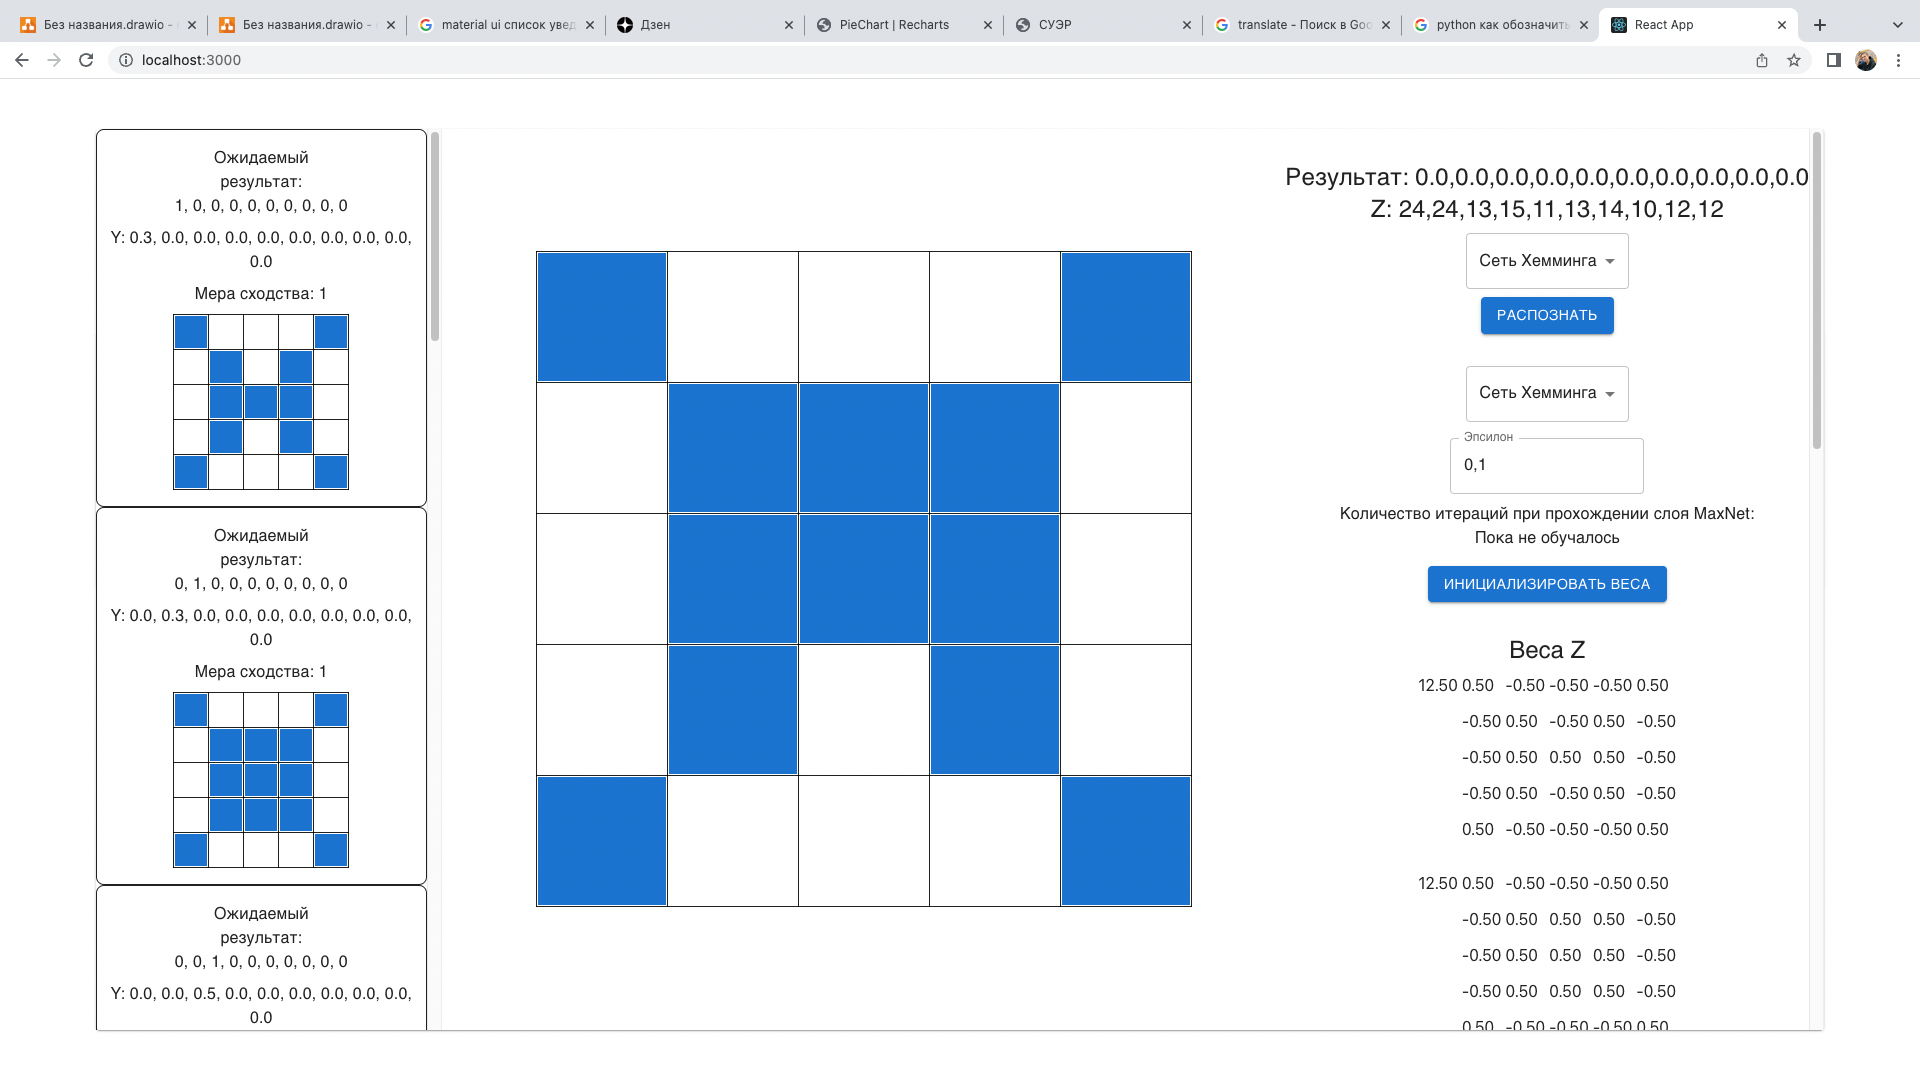 Без названия.drawio -
Без названия.drawio -
material ui список увед
Дзен
PieChart | Recharts
СУЭР
translate - Поиск в Goo
python как обозначить
React App
localhost:3000
Ожидаемый
результат:
1, 0, 0, 0, 0, 0, 0, 0, 0, 0
Y: 0.3, 0.0, 0.0, 0.0, 0.0, 0.0, 0.0, 0.0, 0.0,
0.0
Мера сходства: 1
Ожидаемый
результат:
0, 1, 0, 0, 0, 0, 0, 0, 0, 0
Y: 0.0, 0.3, 0.0, 0.0, 0.0, 0.0, 0.0, 0.0, 0.0,
0.0
Мера сходства: 1
Ожидаемый
результат:
0, 0, 1, 0, 0, 0, 0, 0, 0, 0
Y: 0.0, 0.0, 0.5, 0.0, 0.0, 0.0, 0.0, 0.0, 0.0,
0.0
Результат: 0.0,0.0,0.0,0.0,0.0,0.0,0.0,0.0,0.0,0.0
Z: 24,24,13,15,11,13,14,10,12,12
Сеть Хемминга
РАСПОЗНАТЬ
Сеть Хемминга
Эпсилон
0,1
Количество итераций при прохождении слоя MaxNet:
Пока не обучалось
ИНИЦИАЛИЗИРОВАТЬ ВЕСА
Веса Z
12.50 0.50 -0.50 -0.50 -0.50 0.50
-0.50 0.50 -0.50 0.50 -0.50
-0.50 0.50 0.50 0.50 -0.50
-0.50 0.50 -0.50 0.50 -0.50
0.50 -0.50 -0.50 -0.50 0.50
12.50 0.50 -0.50 -0.50 -0.50 0.50
-0.50 0.50 0.50 0.50 -0.50
-0.50 0.50 0.50 0.50 -0.50
-0.50 0.50 0.50 0.50 -0.50
0.50 -0.50 -0.50 -0.50 0.50